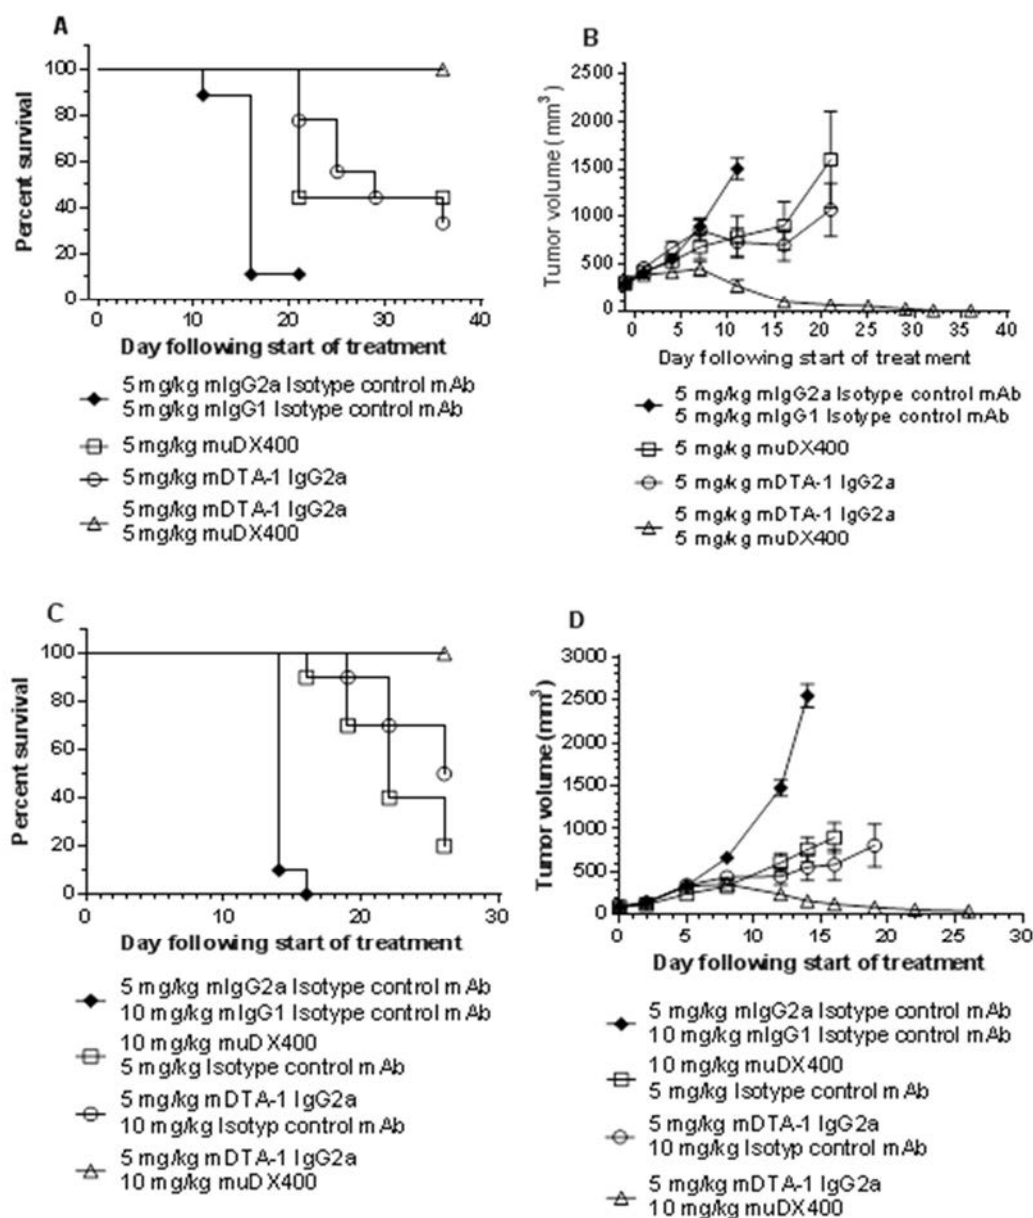 A
Percent survival
100
80
60
40
20
0
0 10 20 30 40
Day following start of treatment
5 mg/kg mIgG2a Isotype control mAb
5 mg/kg mIgG1 Isotype control mAb
5 mg/kg muDX400
5 mg/kg mDTA-1 IgG2a
5 mg/kg mDTA-1 IgG2a
5 mg/kg muDX400
B
Tumor volume (mm³)
2500
2000
1500
1000
500
0
0 5 10 15 20 25 30 35 40
Day following start of treatment
5 mg/kg mIgG2a Isotype control mAb
5 mg/kg mIgG1 Isotype control mAb
5 mg/kg muDX400
5 mg/kg mDTA-1 IgG2a
5 mg/kg mDTA-1 IgG2a
5 mg/kg muDX400
C
Percent survival
100
80
60
40
20
0
0 10 20 30
Day following start of treatment
5 mg/kg mIgG2a Isotype control mAb
10 mg/kg mIgG1 Isotype control mAb
10 mg/kg muDX400
5 mg/kg Isotype control mAb
5 mg/kg mDTA-1 IgG2a
10 mg/kg Isotyp control mAb
5 mg/kg mDTA-1 IgG2a
10 mg/kg muDX400
D
Tumor volume (mm³)
3000
2500
2000
1500
1000
500
0
0 5 10 15 20 25 30
Day following start of treatment
5 mg/kg mIgG2a Isotype control mAb
10 mg/kg mIgG1 Isotype control mAb
10 mg/kg muDX400
5 mg/kg Isotype control mAb
5 mg/kg mDTA-1 IgG2a
10 mg/kg Isotyp control mAb
5 mg/kg mDTA-1 IgG2a
10 mg/kg muDX400